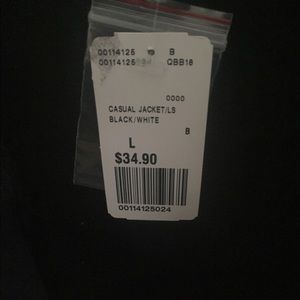 00114125 B
00114125 QBB18
0000
CASUAL JACKET/LS
BLACK/WHITE
B
L
$34.90
00114125024